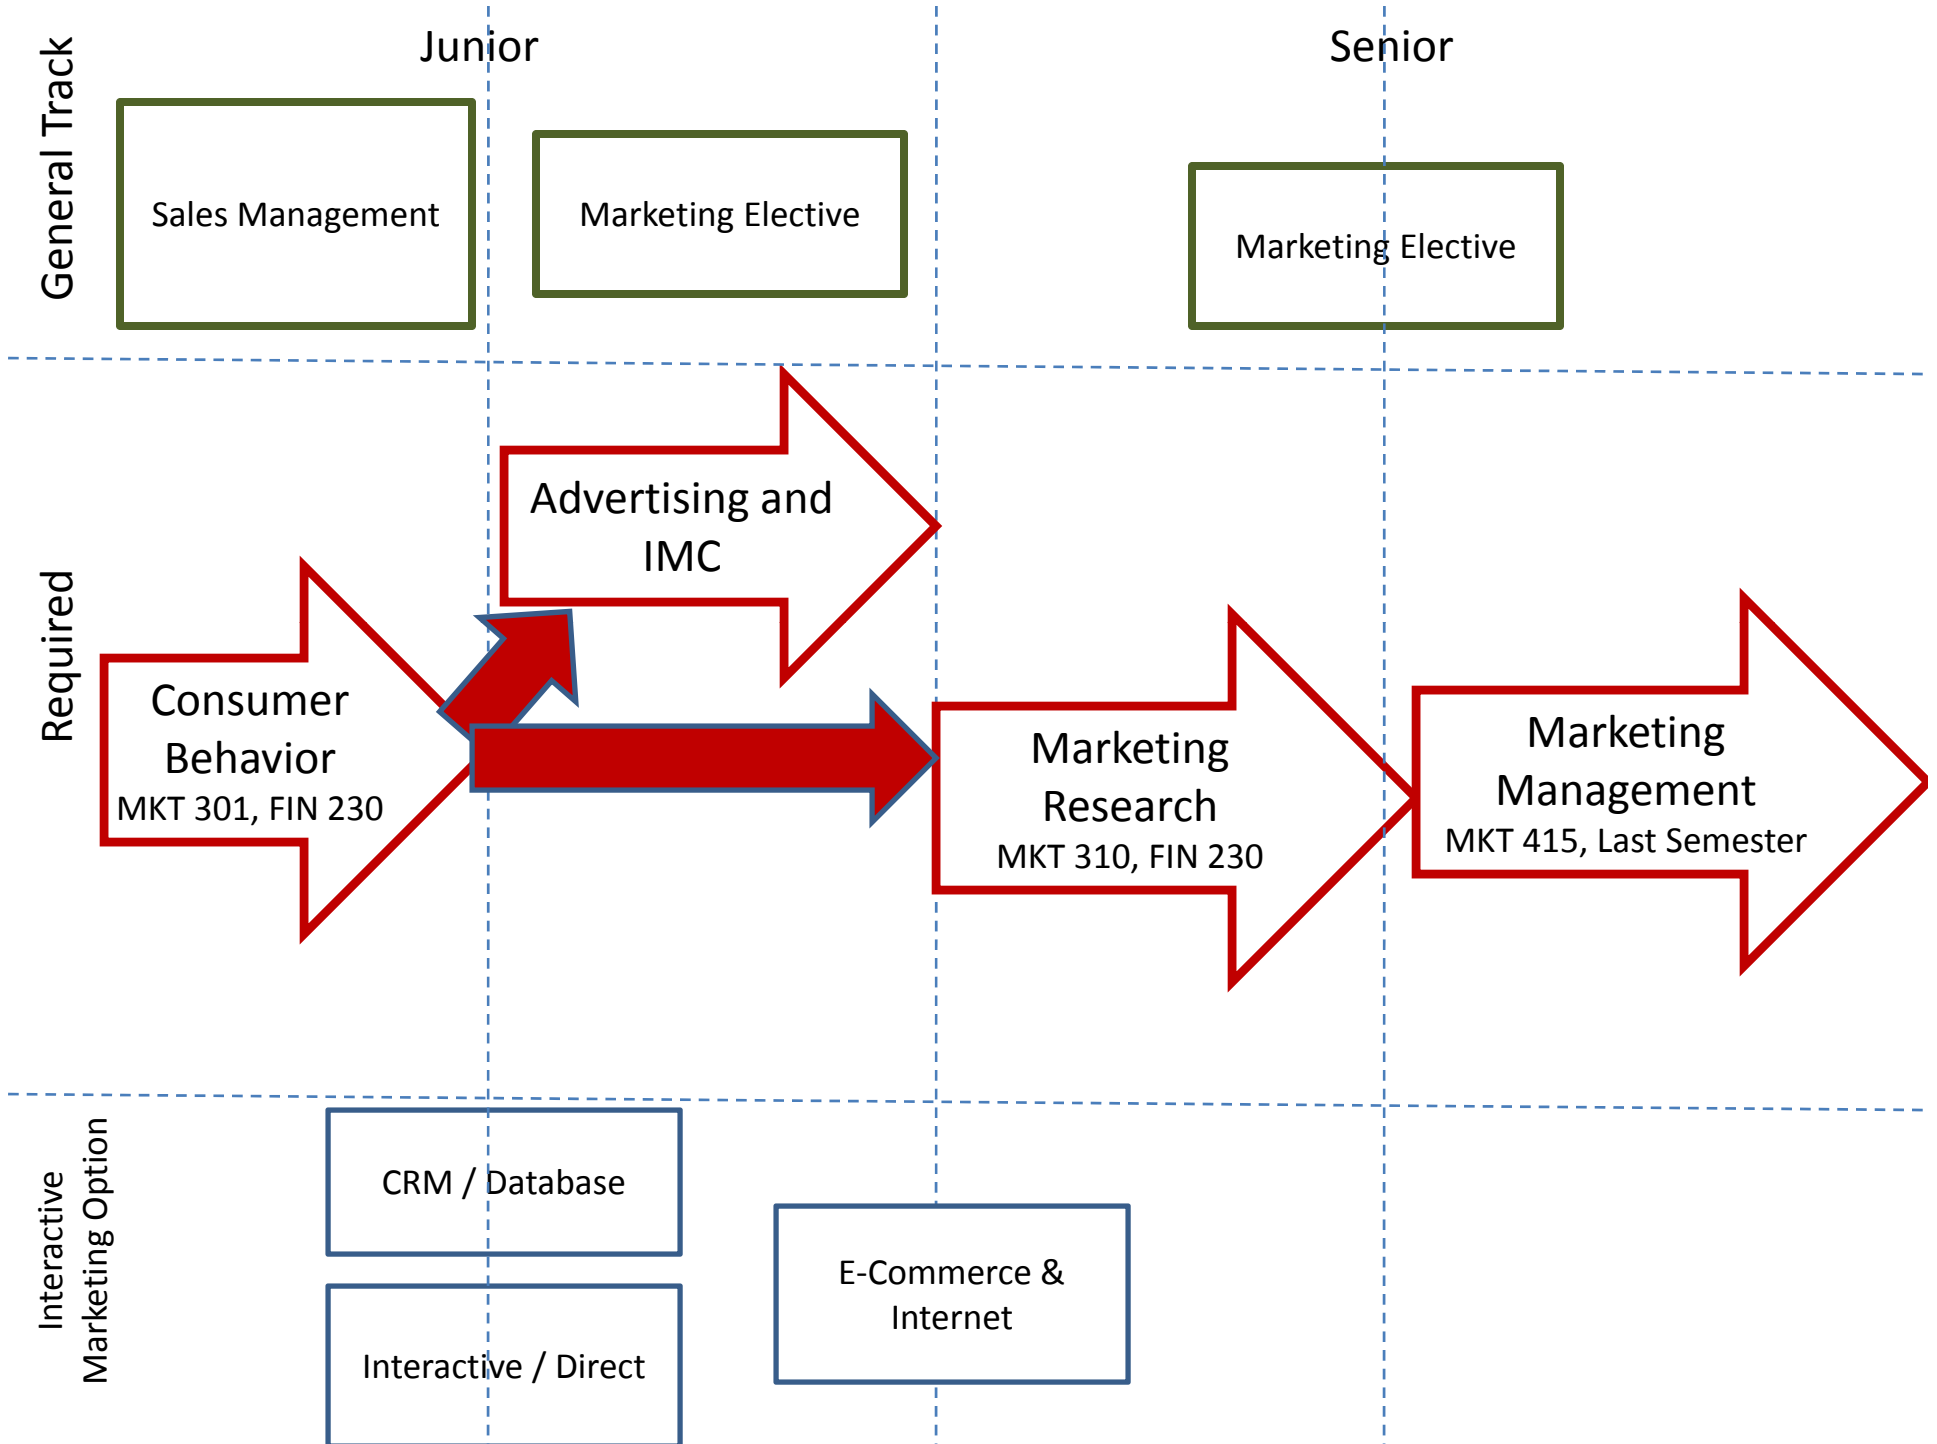 Junior
Senior
General Track
Sales Management
Marketing Elective
Marketing Elective
Required
Advertising and
IMC
Consumer
Behavior
MKT 301, FIN 230
Marketing
Research
MKT 310, FIN 230
Marketing
Management
MKT 415, Last Semester
Interactive
Marketing Option
CRM / Database
Interactive / Direct
E-Commerce &
Internet